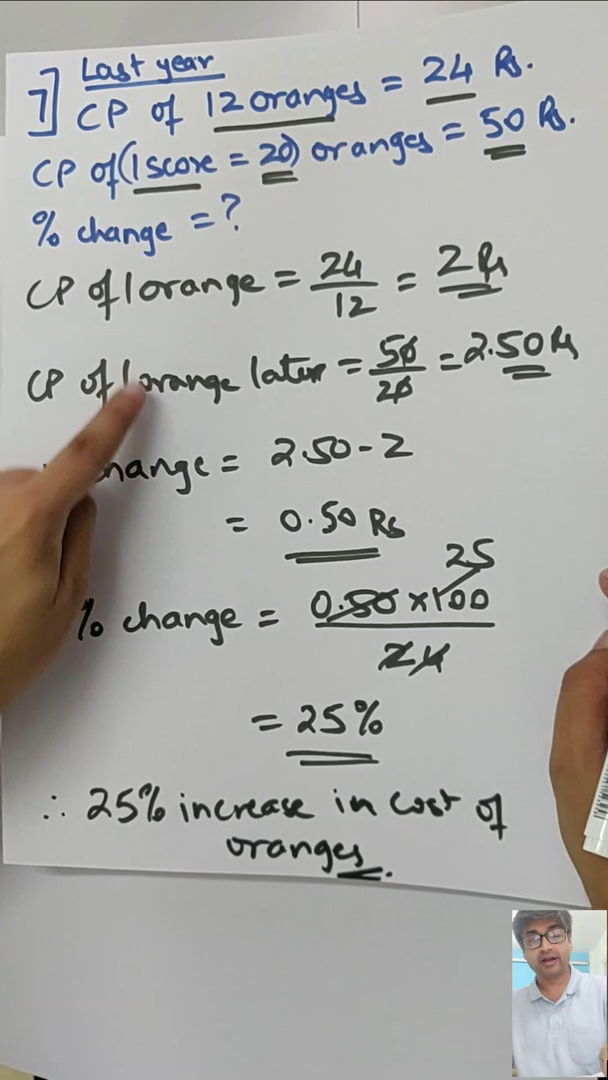 7] Last year
CP of 12 oranges = 24 Rs.
CP of (1 score = 20) oranges = 50 Rs.
% change = ?
CP of 1 orange = 24/12 = 2 Rs
CP of 1 orange later = 50/20 = 2.50 Rs
change = 2.50 - 2
= 0.50 Rs
25
% change = 0.50 x 100 / 2
= 25%
∴ 25% increase in cost of
oranges.